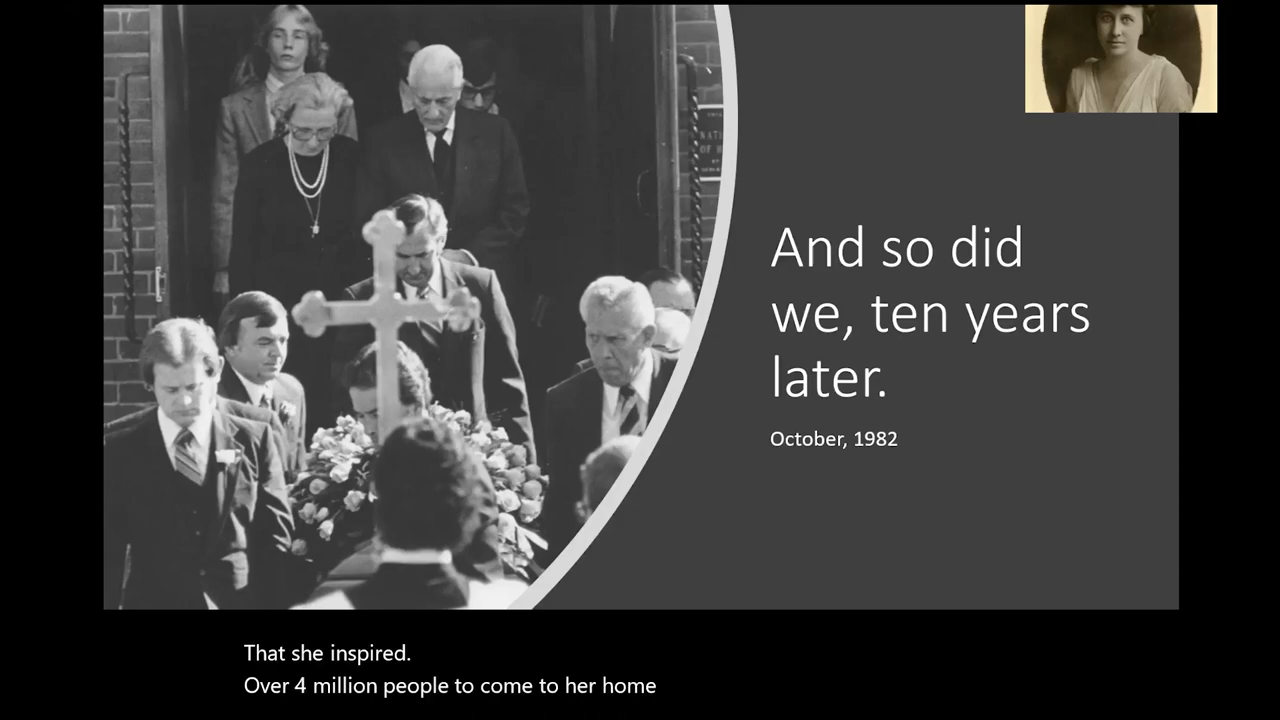 And so did
we, ten years
later.
October, 1982
That she inspired.
Over 4 million people to come to her home